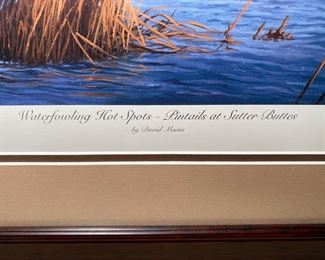 Waterfowling Hot Spots - Pintails at Sutter Buttes
by David Maass